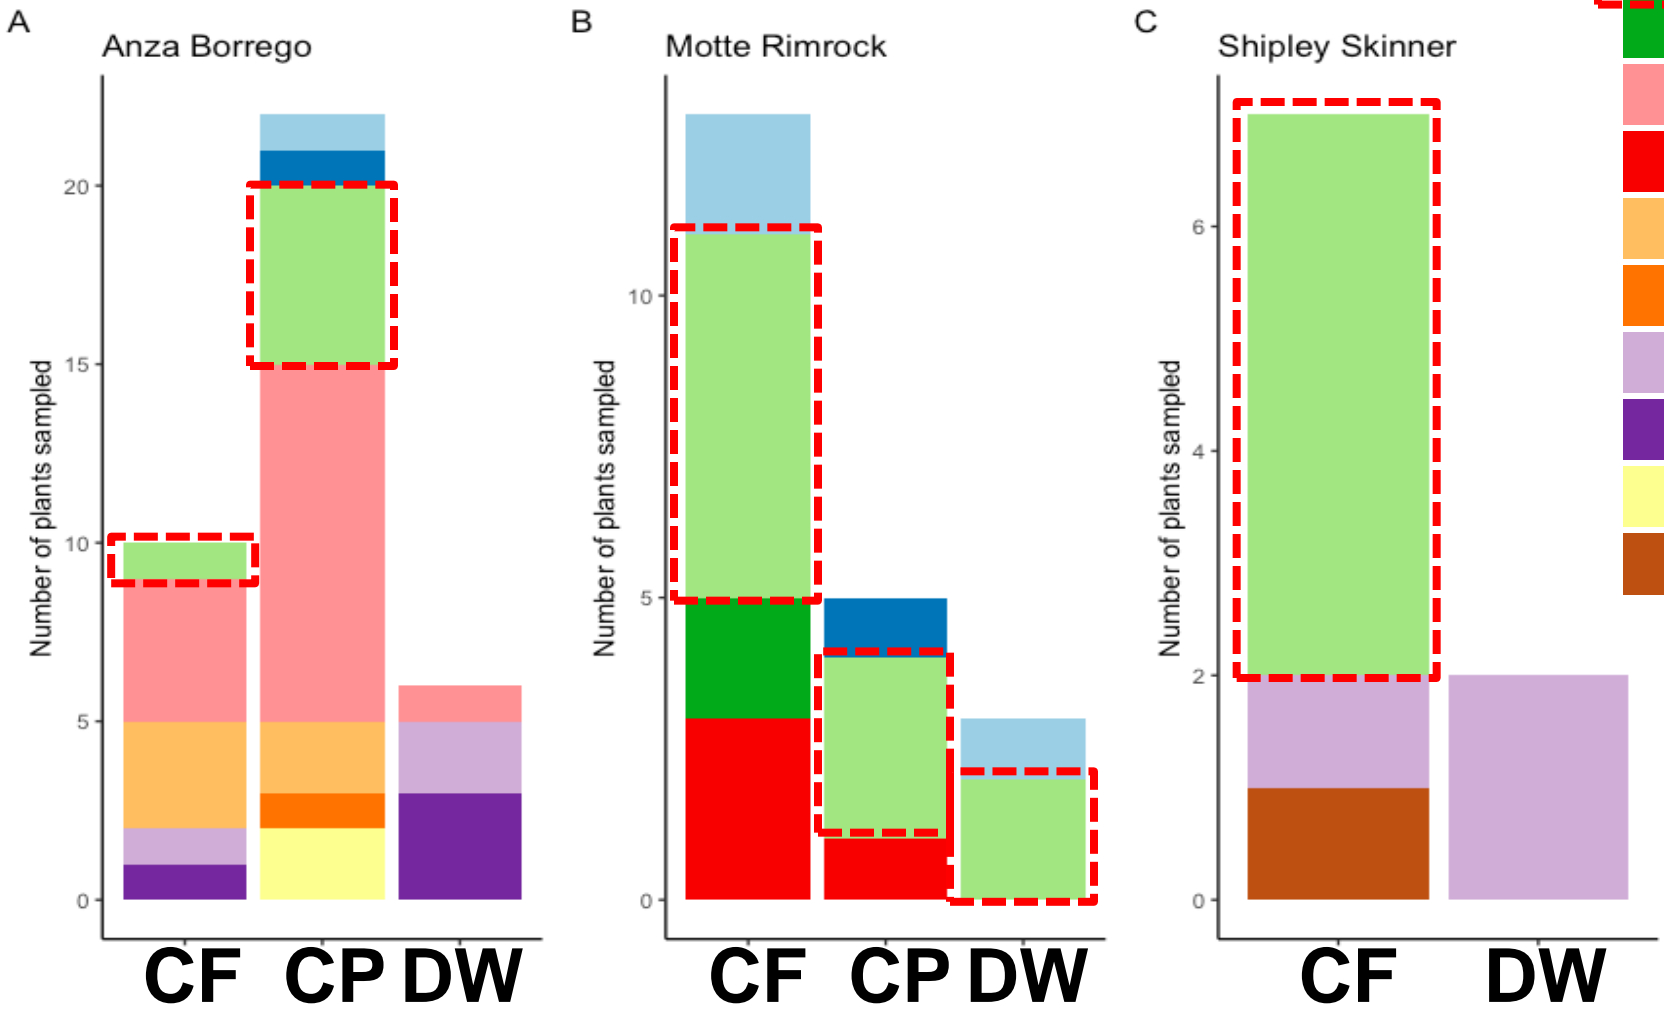 A
Anza Borrego
Number of plants sampled
20
15
10
5
0
CF CP DW
B
Motte Rimrock
Number of plants sampled
10
5
0
CF CP DW
C
Shipley Skinner
Number of plants sampled
6
4
2
0
CF DW